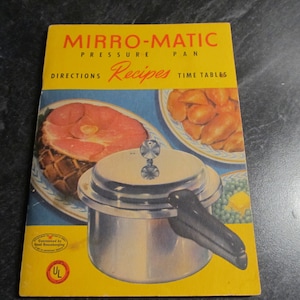 MIRRO-MATIC
PRESSURE PAN
DIRECTIONS Recipes TIME TABLES
UL